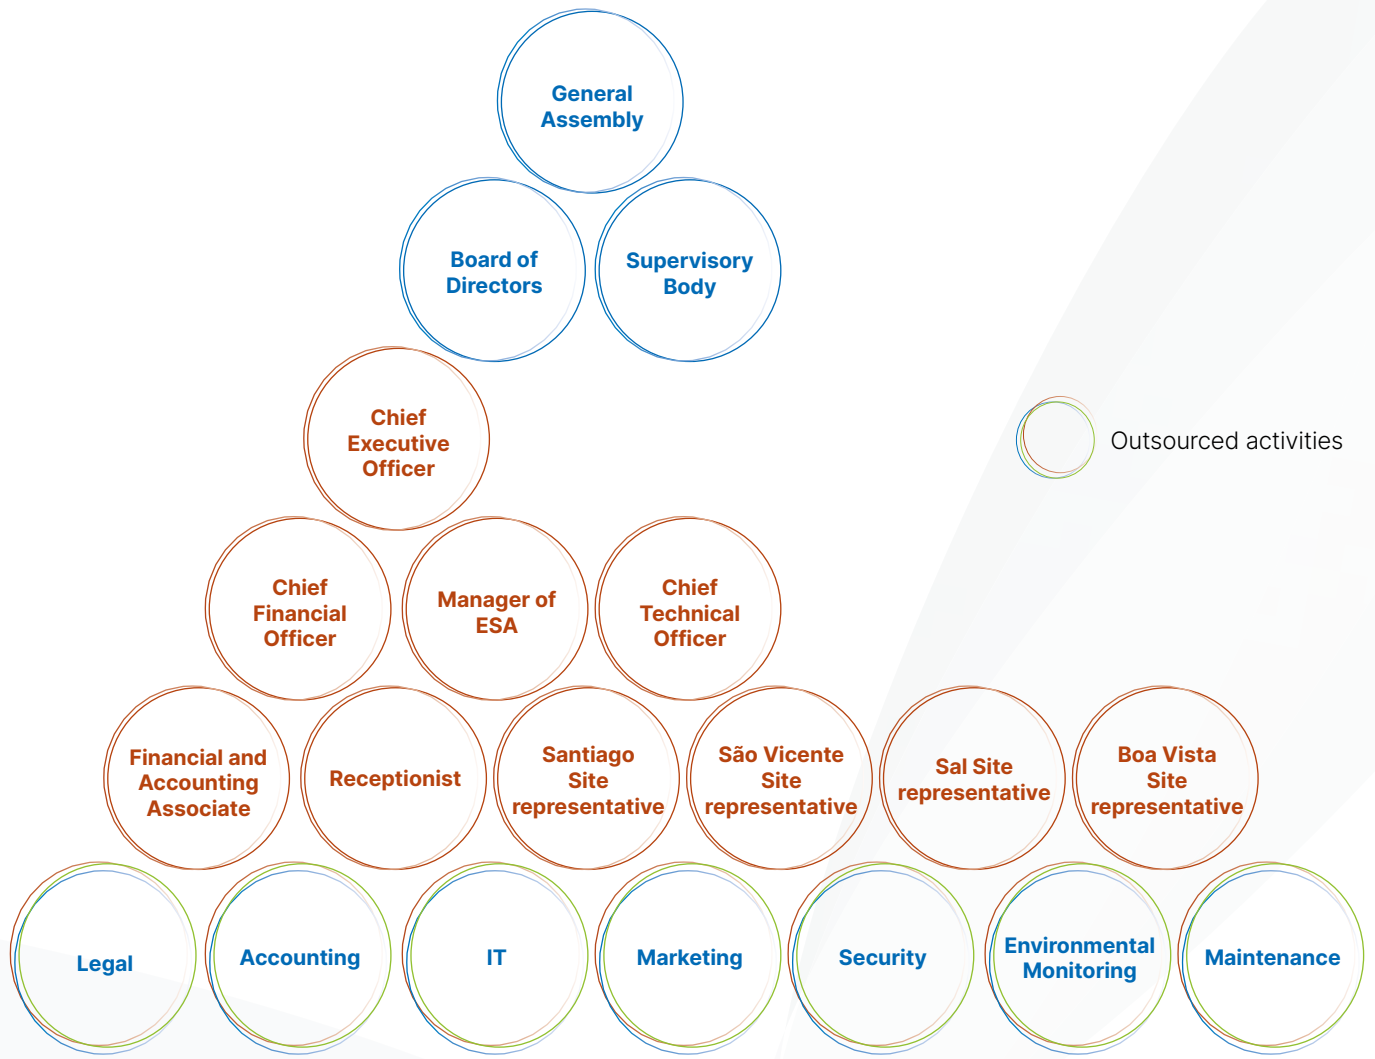 General
Assembly
Board of
Directors
Supervisory
Body
Chief
Executive
Officer
Outsourced activities
Chief
Financial
Officer
Manager of
ESA
Chief
Technical
Officer
Financial and
Accounting
Associate
Receptionist
Santiago
Site
representative
São Vicente
Site
representative
Sal Site
representative
Boa Vista
Site
representative
Legal
Accounting
IT
Marketing
Security
Environmental
Monitoring
Maintenance